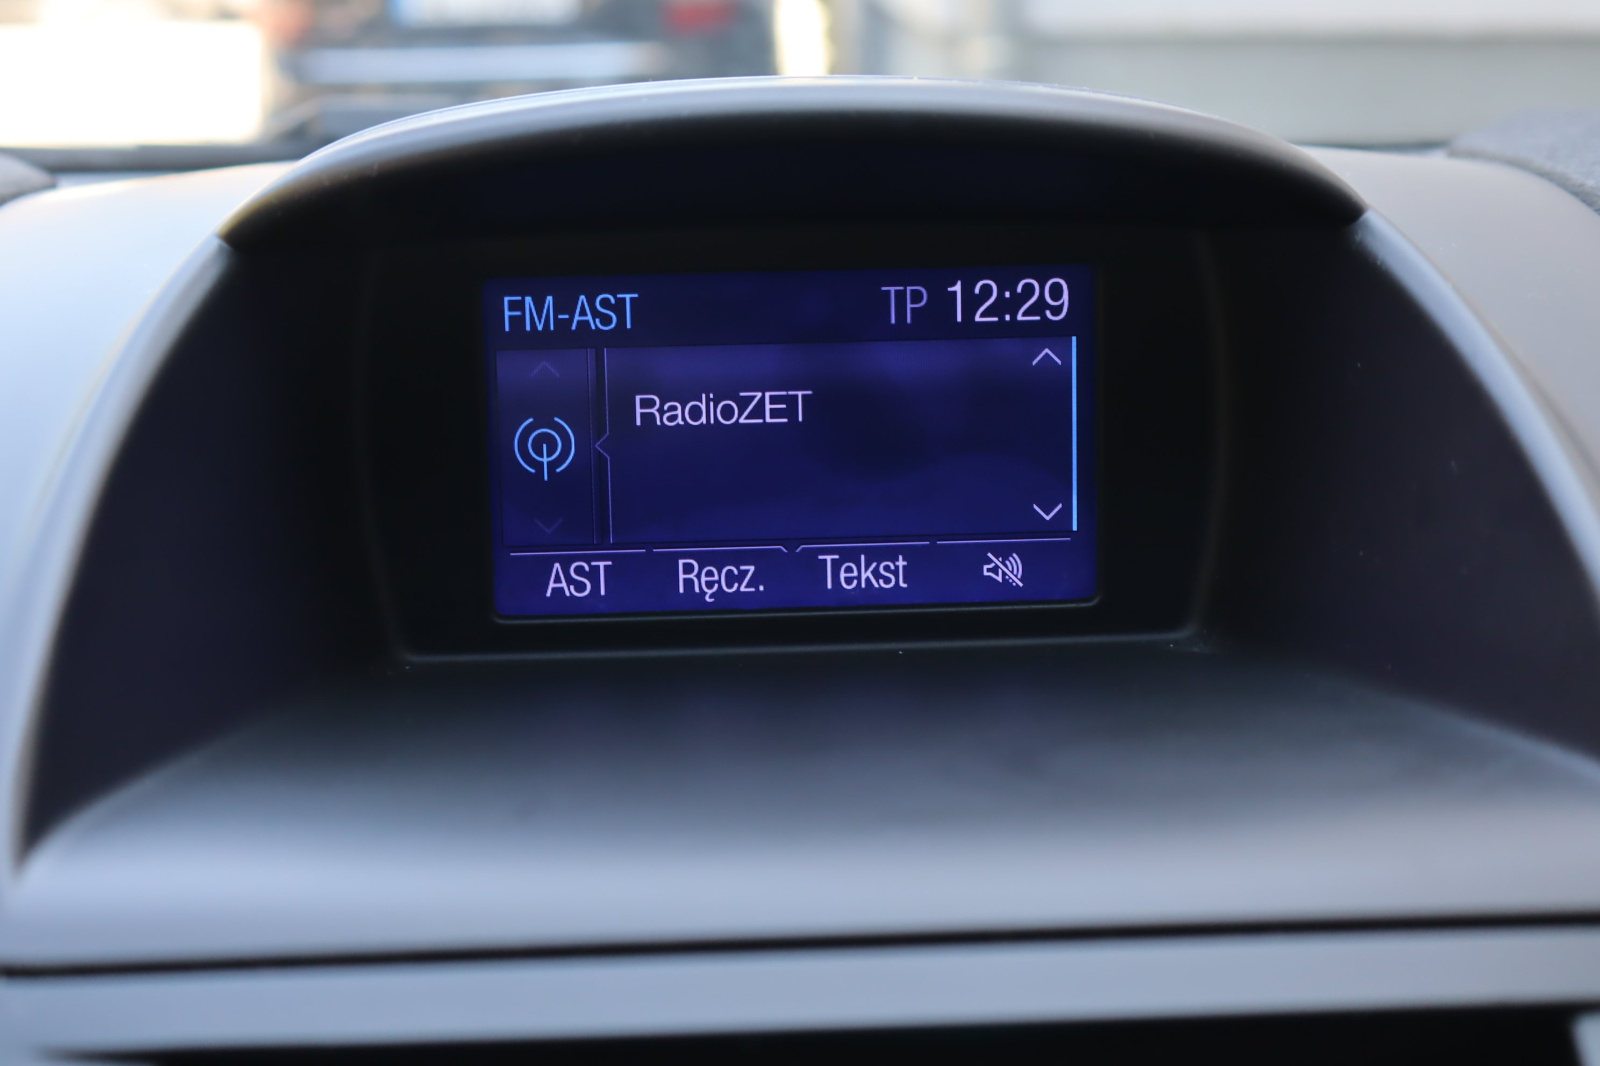 FM-AST TP 12:29
RadioZET
AST Ręcz. Tekst